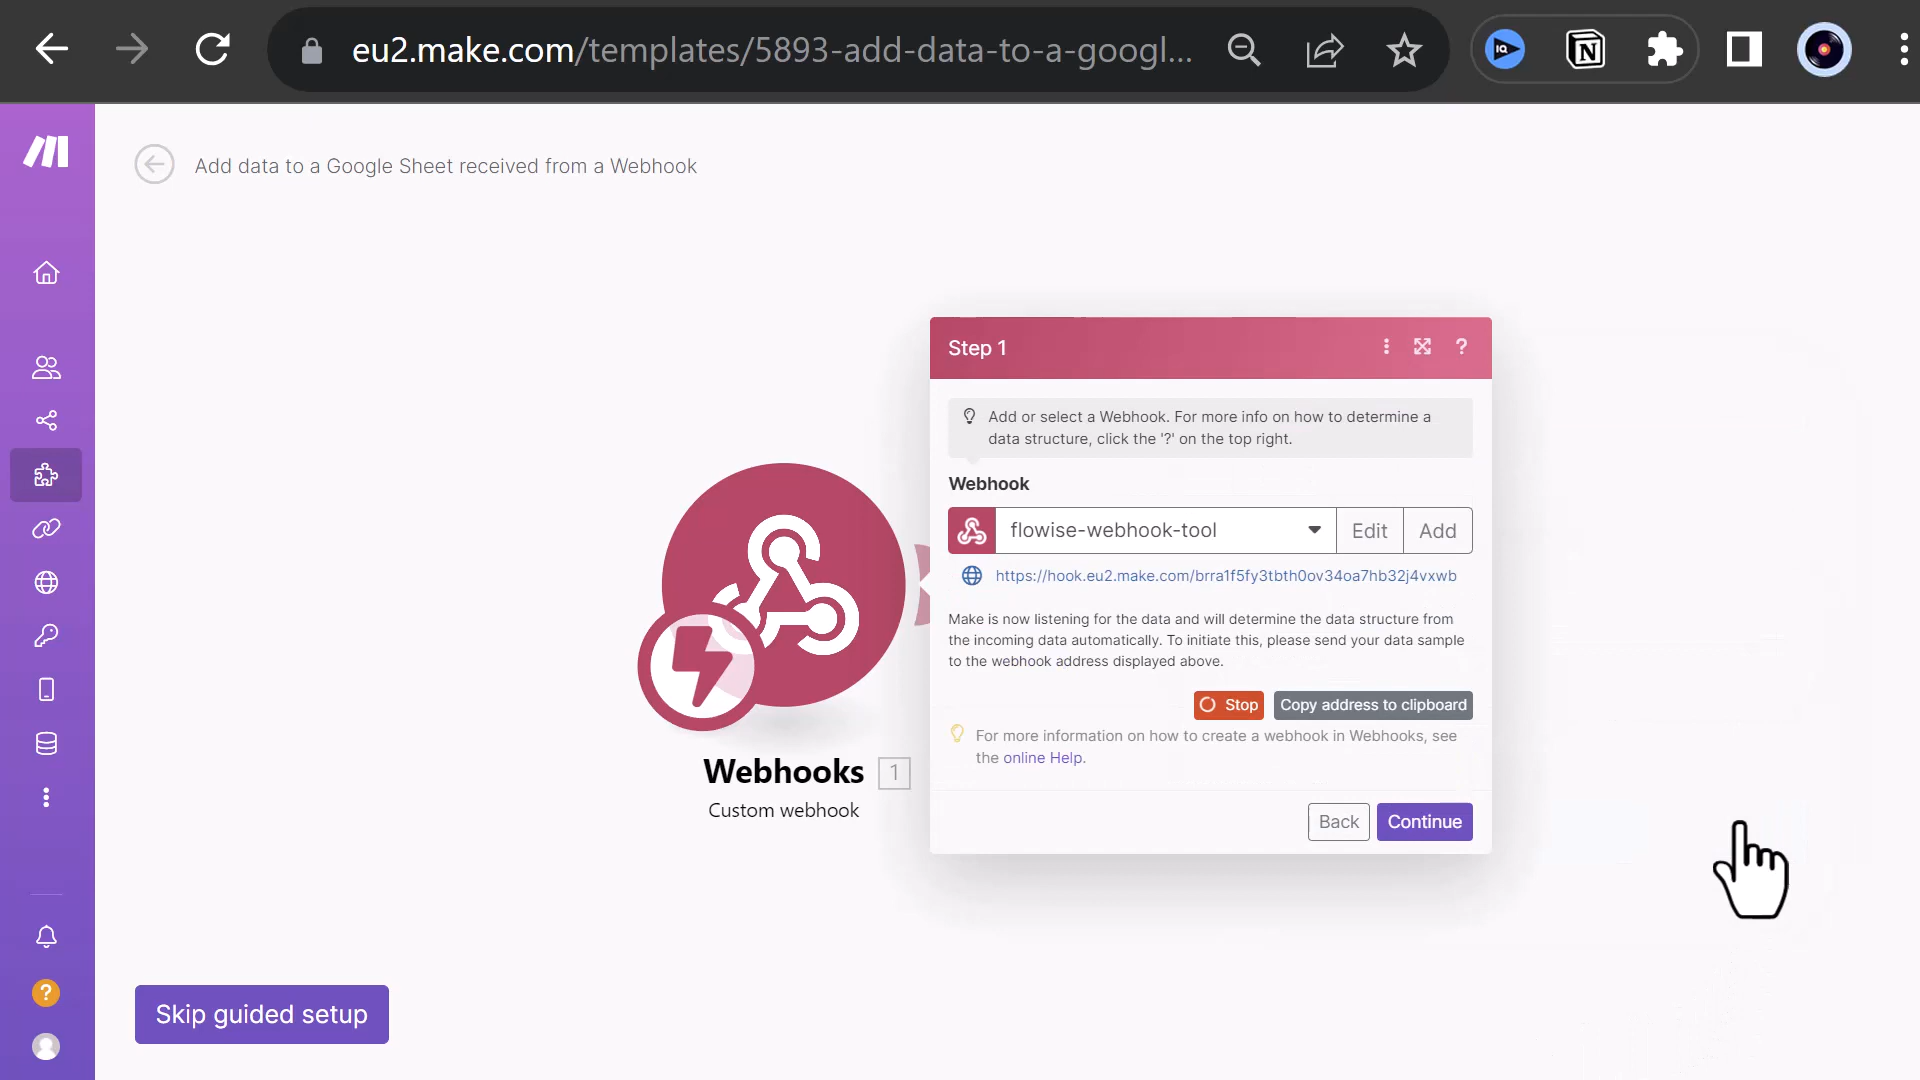 eu2.make.com/templates/5893-add-data-to-a-googl...
IQ
N
Add data to a Google Sheet received from a Webhook
Step 1
?
Add or select a Webhook. For more info on how to determine a
data structure, click the '?' on the top right.
Webhook
flowise-webhook-tool
Edit
Add
https://hook.eu2.make.com/brra1f5fy3tbth0ov34oa7hb32j4vxwb
Make is now listening for the data and will determine the data structure from
the incoming data automatically. To initiate this, please send your data sample
to the webhook address displayed above.
Stop
Copy address to clipboard
For more information on how to create a webhook in Webhooks, see
the online Help.
Webhooks
1
Custom webhook
Back
Continue
?
Skip guided setup